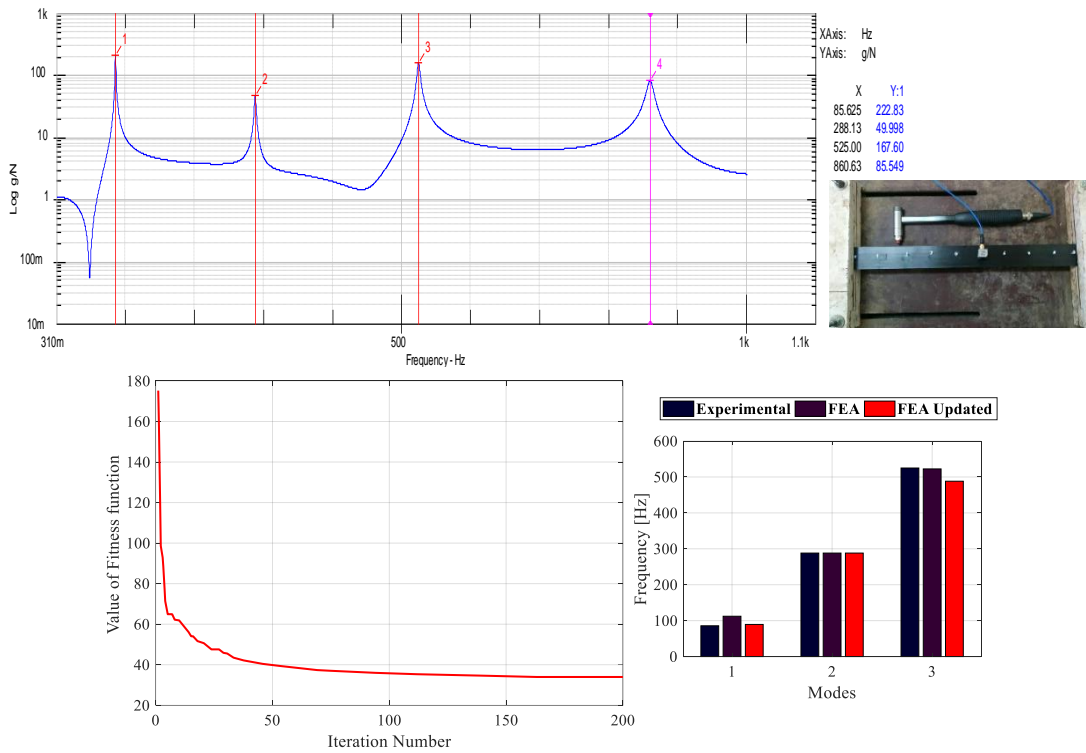 1k
100
10
1
100m
10m
Log g/N
1
2
3
4
310m
500
1k
1.1k
Frequency - Hz
XAxis: Hz
YAxis: g/N
X Y:1
85.625 222.83
288.13 49.998
525.00 167.60
860.63 85.549
180
160
140
120
100
80
60
40
20
Value of Fitness function
0 50 100 150 200
Iteration Number
Experimental FEA FEA Updated
600
500
400
300
200
100
0
Frequency [Hz]
1 2 3
Modes